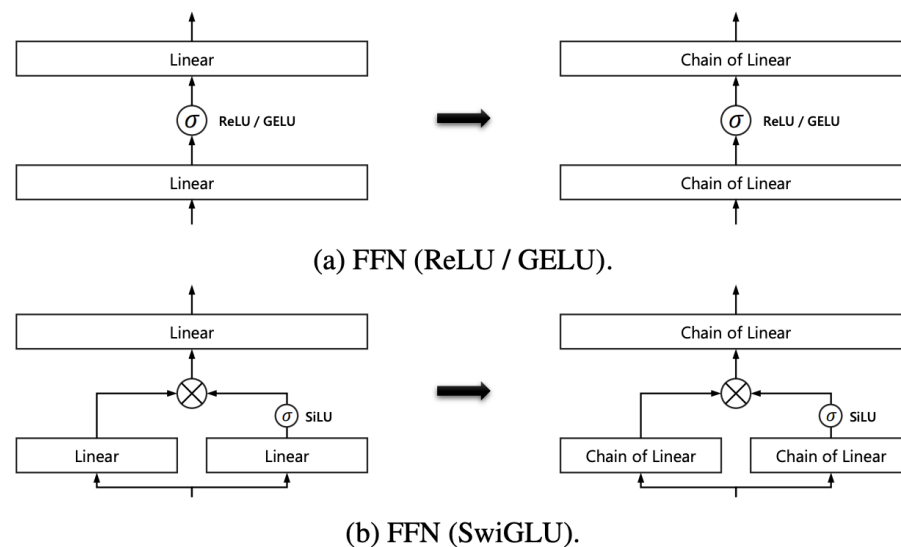 Linear
Chain of Linear
σ ReLU / GELU
σ ReLU / GELU
Linear
Chain of Linear
(a) FFN (ReLU / GELU).
Linear
Chain of Linear
σ SiLU
σ SiLU
Linear
Linear
Chain of Linear
Chain of Linear
(b) FFN (SwiGLU).